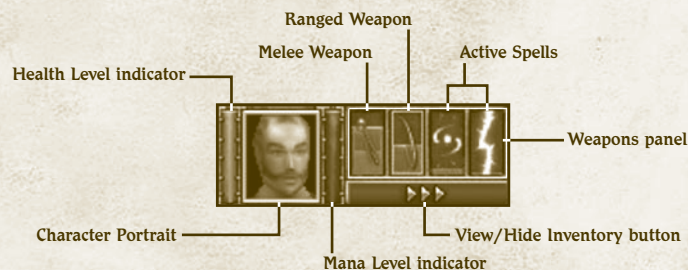 Ranged Weapon
Melee Weapon
Active Spells
Health Level indicator
Weapons panel
Character Portrait
View/Hide Inventory button
Mana Level indicator